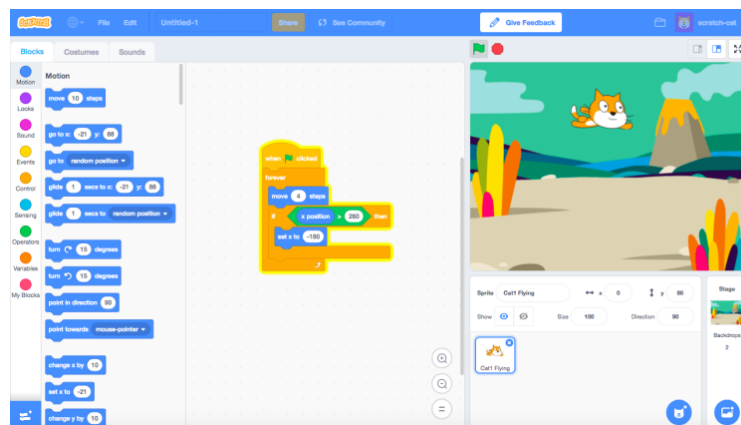 SCRATCH File Edit Untitled-1 Share See Community Give Feedback scratch-cat
Blocks Costumes Sounds
Motion
Looks
Sound
Events
Control
Sensing
Operators
Variables
My Blocks
Motion
move 10 steps
go to x: -21 y: 88
go to random position
glide 1 secs to x: -21 y: 88
glide 1 secs to random position
turn 15 degrees
turn 15 degrees
point in direction 90
point towards mouse-pointer
change x by 10
set x to -21
change y by 10
when clicked
forever
move 4 steps
if x position > 280 then
set x to -180
Sprite Cat1 Flying x 0 y 88
Show Size 100 Direction 90
Cat1 Flying
Stage
Backdrops
2